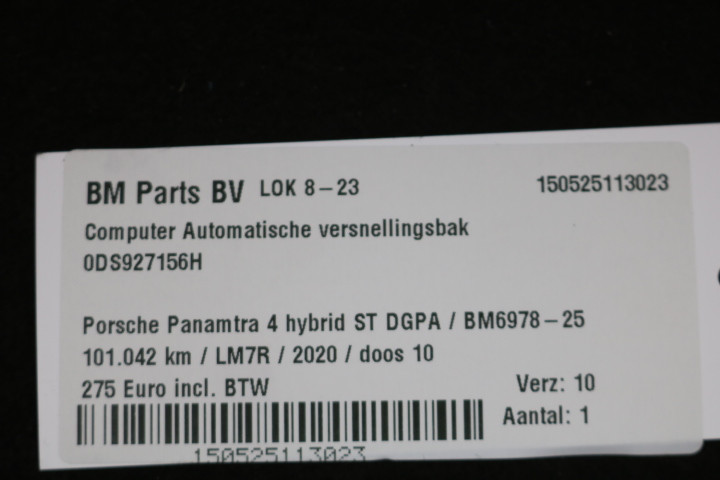 BM Parts BV LOK 8-23 150525113023
Computer Automatische versnellingsbak
0DS927156H
Porsche Panamtra 4 hybrid ST DGPA / BM6978-25
101.042 km / LM7R / 2020 / doos 10
275 Euro incl. BTW Verz: 10
Aantal: 1
150525113023